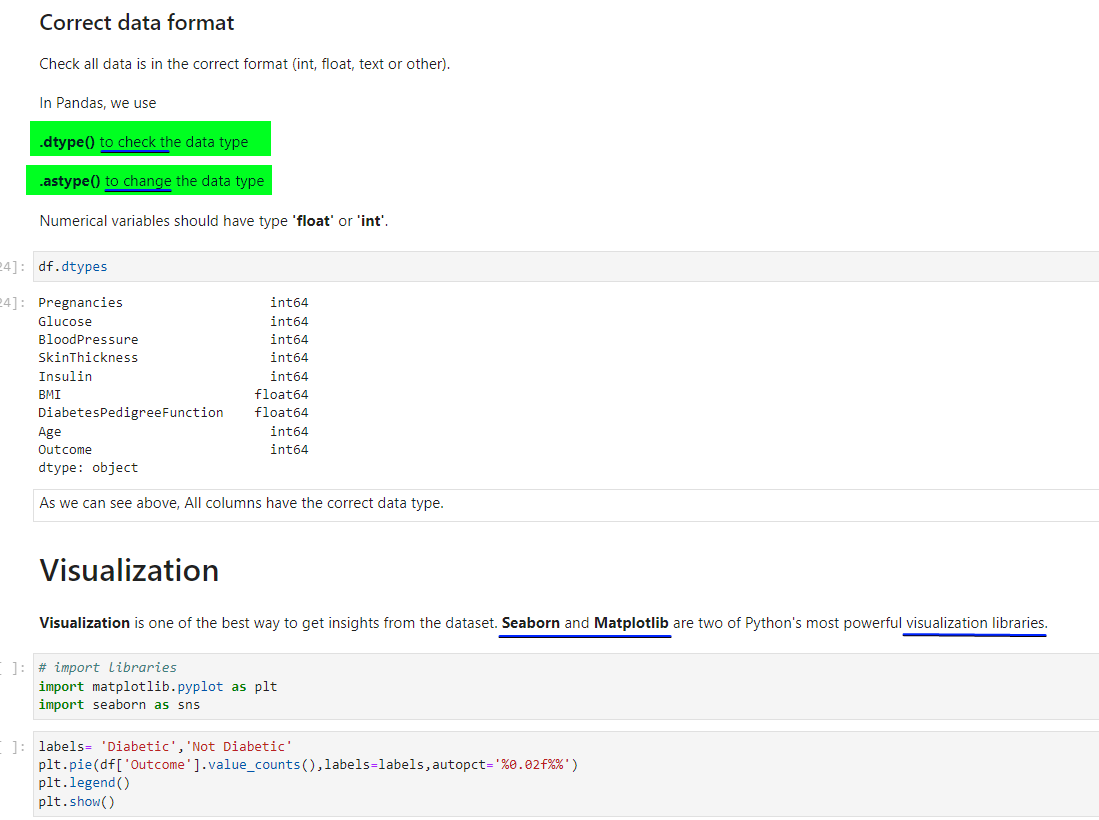 Correct data format
Check all data is in the correct format (int, float, text or other).
In Pandas, we use
.dtype() to check the data type
.astype() to change the data type
Numerical variables should have type 'float' or 'int'.
24]: df.dtypes
24]: Pregnancies int64
Glucose int64
BloodPressure int64
SkinThickness int64
Insulin int64
BMI float64
DiabetesPedigreeFunction float64
Age int64
Outcome int64
dtype: object
As we can see above, All columns have the correct data type.
Visualization
Visualization is one of the best way to get insights from the dataset. Seaborn and Matplotlib are two of Python's most powerful visualization libraries.
[ ]: # import libraries
import matplotlib.pyplot as plt
import seaborn as sns
[ ]: labels= 'Diabetic','Not Diabetic'
plt.pie(df['Outcome'].value_counts(),labels=labels,autopct='%0.02f%%')
plt.legend()
plt.show()